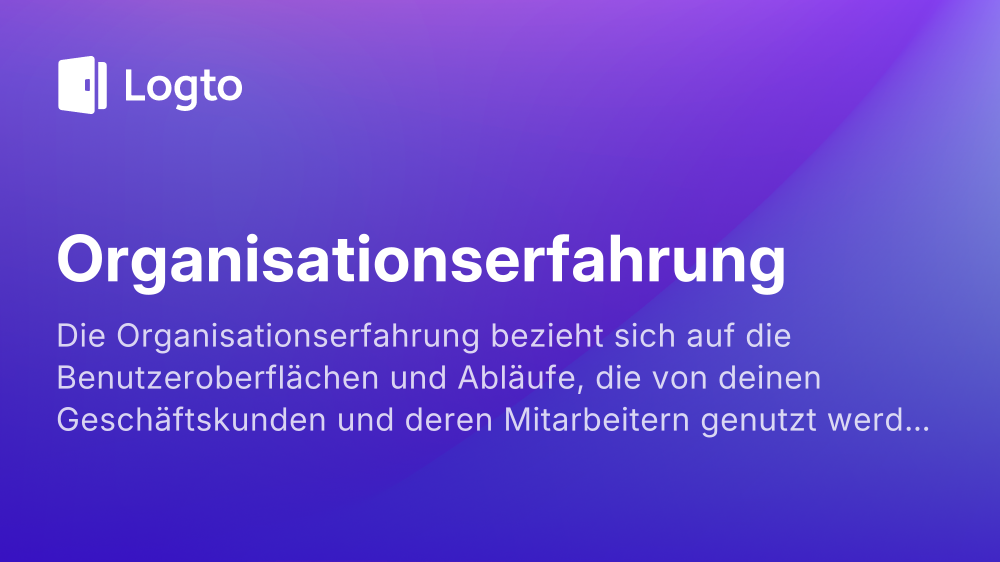 Logto
Organisationserfahrung
Die Organisationserfahrung bezieht sich auf die
Benutzeroberflächen und Abläufe, die von deinen
Geschäftskunden und deren Mitarbeitern genutzt werd...